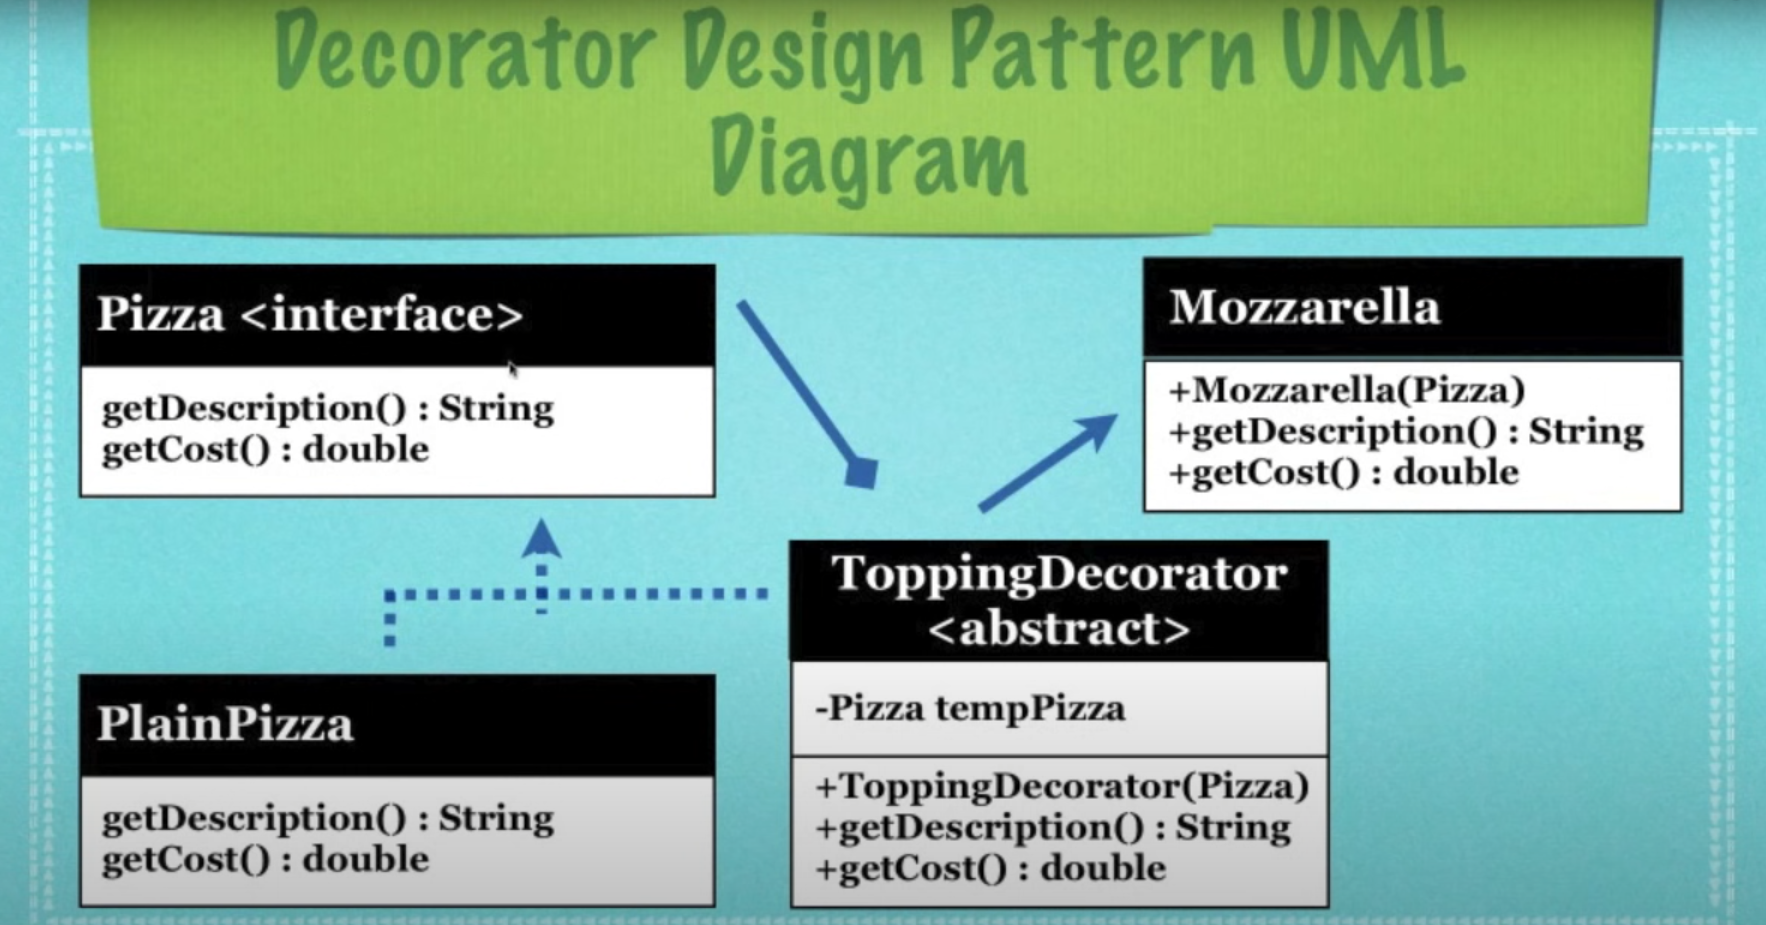 Decorator Design Pattern UML
Diagram
Pizza <interface>
getDescription() : String
getCost() : double
Mozzarella
+Mozzarella(Pizza)
+getDescription() : String
+getCost() : double
PlainPizza
getDescription() : String
getCost() : double
ToppingDecorator
<abstract>
-Pizza tempPizza
+ToppingDecorator(Pizza)
+getDescription() : String
+getCost() : double